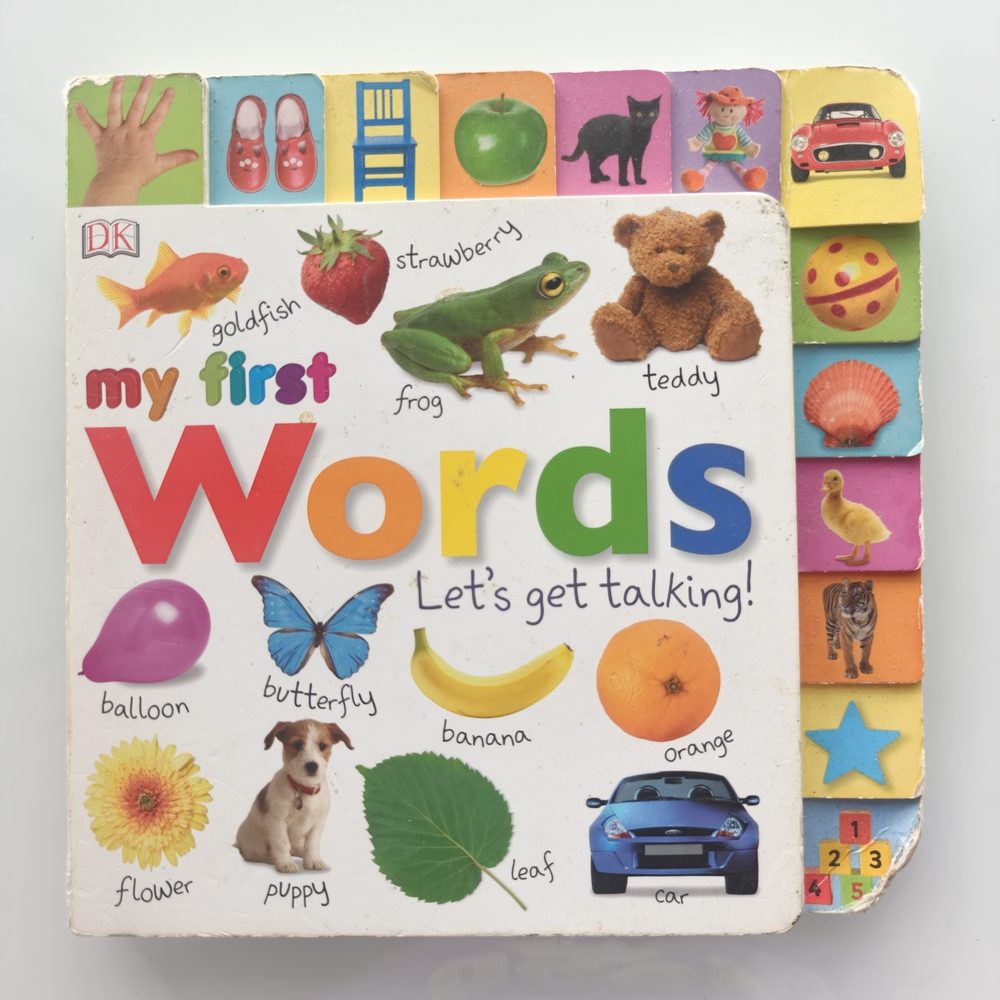 DK
strawberry
goldfish
frog
teddy
my first
Words
Let's get talking!
balloon
butterfly
banana
orange
flower
puppy
leaf
car
1
2 3
4 5